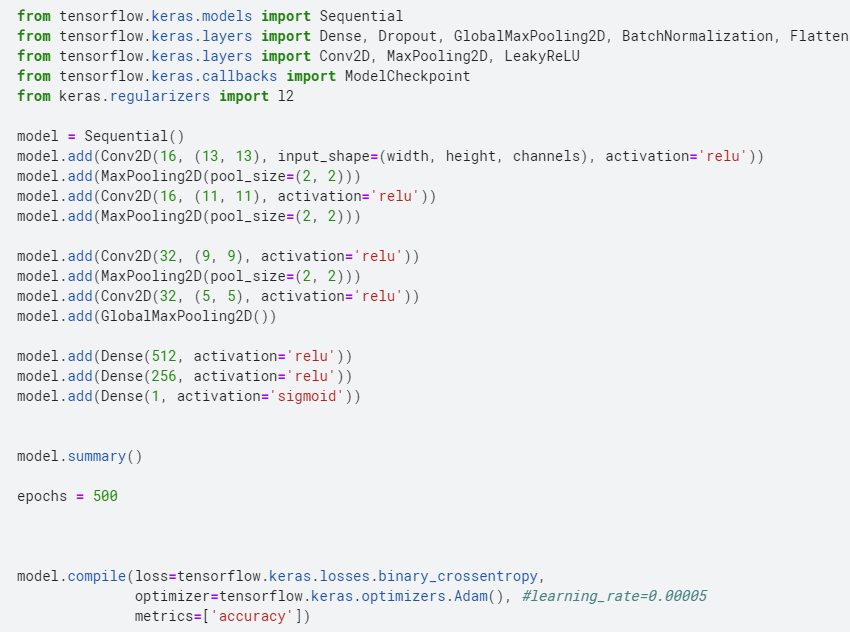 from tensorflow.keras.models import Sequential
from tensorflow.keras.layers import Dense, Dropout, GlobalMaxPooling2D, BatchNormalization, Flatten
from tensorflow.keras.layers import Conv2D, MaxPooling2D, LeakyReLU
from tensorflow.keras.callbacks import ModelCheckpoint
from keras.regularizers import l2
model = Sequential()
model.add(Conv2D(16, (13, 13), input_shape=(width, height, channels), activation='relu'))
model.add(MaxPooling2D(pool_size=(2, 2)))
model.add(Conv2D(16, (11, 11), activation='relu'))
model.add(MaxPooling2D(pool_size=(2, 2)))
model.add(Conv2D(32, (9, 9), activation='relu'))
model.add(MaxPooling2D(pool_size=(2, 2)))
model.add(Conv2D(32, (5, 5), activation='relu'))
model.add(GlobalMaxPooling2D())
model.add(Dense(512, activation='relu'))
model.add(Dense(256, activation='relu'))
model.add(Dense(1, activation='sigmoid'))
model.summary()
epochs = 500
model.compile(loss=tensorflow.keras.losses.binary_crossentropy,
optimizer=tensorflow.keras.optimizers.Adam(), #learning_rate=0.00005
metrics=['accuracy'])